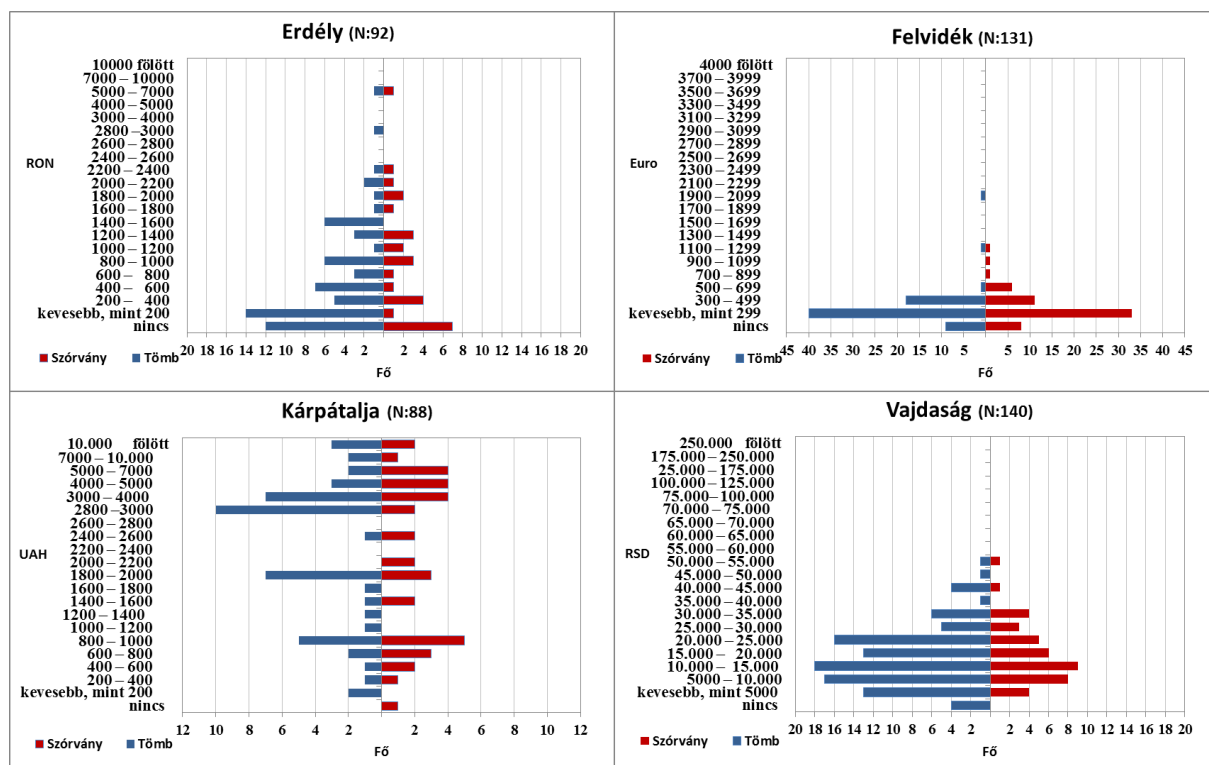 Erdély (N:92)
10000 fölött
7000 – 10000
5000 – 7000
4000 – 5000
3000 – 4000
2800 –3000
2600 – 2800
2400 – 2600
2200 – 2400
2000 – 2200
1800 – 2000
1600 – 1800
1400 – 1600
1200 – 1400
1000 – 1200
800 – 1000
600 – 800
400 – 600
200 – 400
kevesebb, mint 200
nincs
RON
20 18 16 14 12 10 8 6 4 2 2 4 6 8 10 12 14 16 18 20
Szórvány Tömb
Fő
Felvidék (N:131)
4000 fölött
3700 – 3999
3500 – 3699
3300 – 3499
3100 – 3299
2900 – 3099
2700 – 2899
2500 – 2699
2300 – 2499
2100 – 2299
1900 – 2099
1700 – 1899
1500 – 1699
1300 – 1499
1100 – 1299
900 – 1099
700 – 899
500 – 699
300 – 499
kevesebb, mint 299
nincs
Euro
45 40 35 30 25 20 15 10 5 5 10 15 20 25 30 35 40 45
Szórvány Tömb
Fő
Kárpátalja (N:88)
10.000 fölött
7000 – 10.000
5000 – 7000
4000 – 5000
3000 – 4000
2800 –3000
2600 – 2800
2400 – 2600
2200 – 2400
2000 – 2200
1800 – 2000
1600 – 1800
1400 – 1600
1200 – 1400
1000 – 1200
800 – 1000
600 – 800
400 – 600
200 – 400
kevesebb, mint 200
nincs
UAH
12 10 8 6 4 2 2 4 6 8 10 12
Szórvány Tömb
Fő
Vajdaság (N:140)
250.000 fölött
175.000 – 250.000
25.000 – 175.000
100.000 – 125.000
75.000 – 100.000
70.000 – 75.000
65.000 – 70.000
60.000 – 65.000
55.000 – 60.000
50.000 – 55.000
45.000 – 50.000
40.000 – 45.000
35.000 – 40.000
30.000 – 35.000
25.000 – 30.000
20.000 – 25.000
15.000 – 20.000
10.000 – 15.000
5000 – 10.000
kevesebb, mint 5000
nincs
RSD
20 18 16 14 12 10 8 6 4 2 2 4 6 8 10 12 14 16 18 20
Szórvány Tömb
Fő